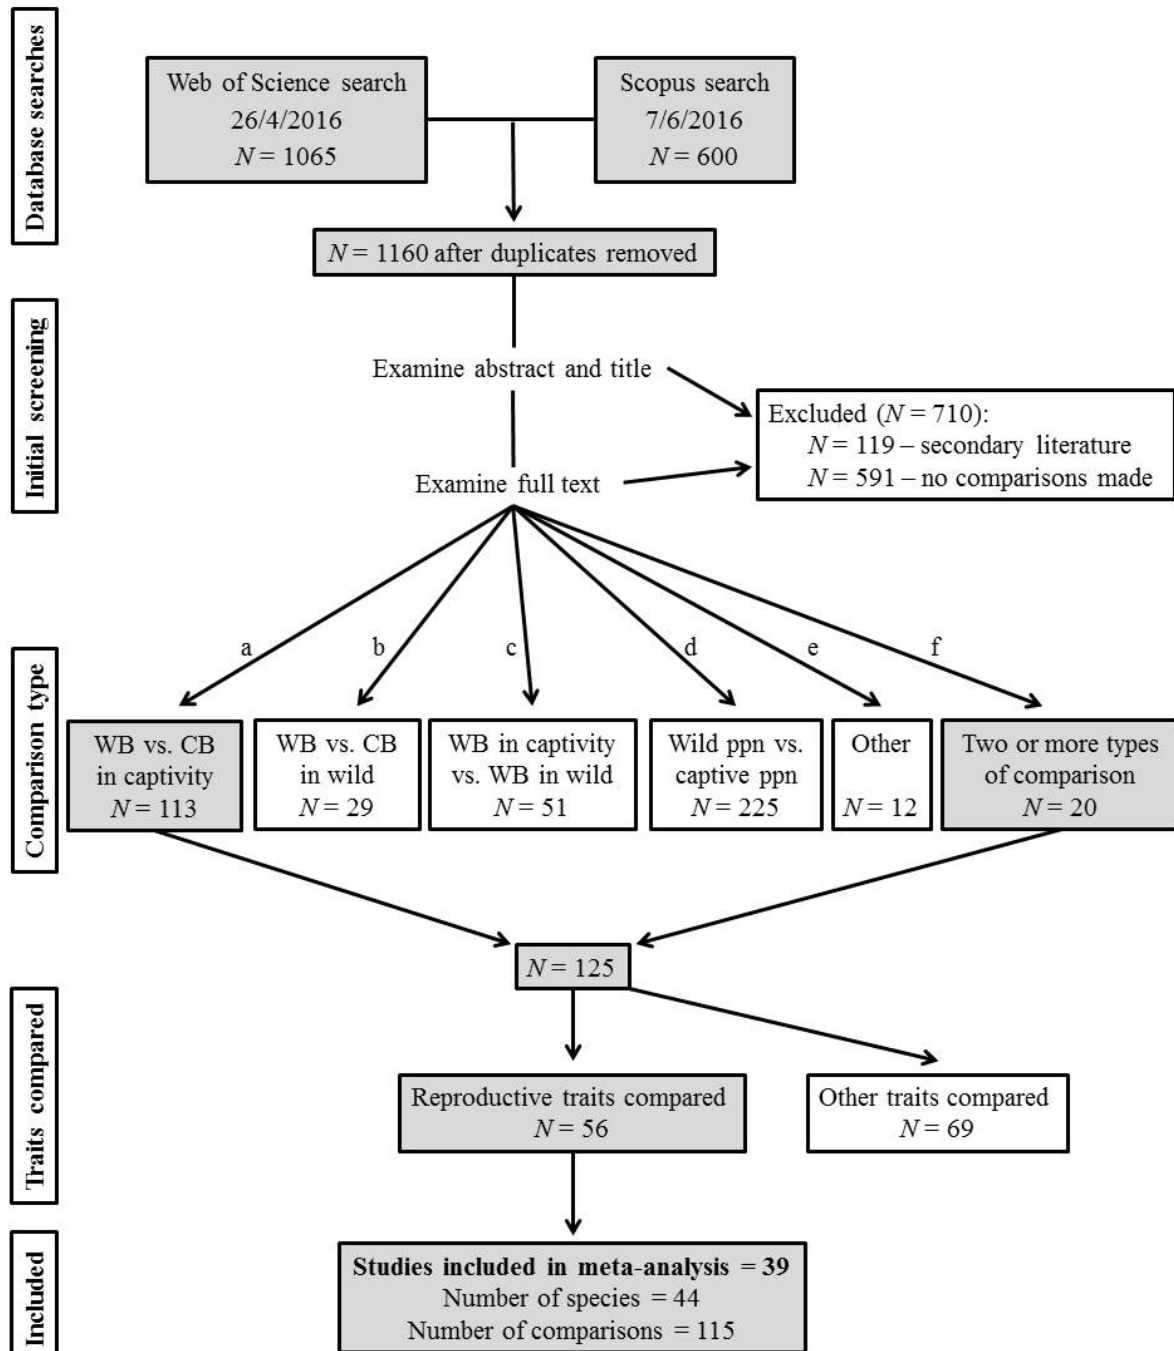 Database searches
Web of Science search
26/4/2016
N = 1065
Scopus search
7/6/2016
N = 600
N = 1160 after duplicates removed
Initial screening
Examine abstract and title
Excluded (N = 710):
N = 119 – secondary literature
N = 591 – no comparisons made
Examine full text
a
b
c
d
e
f
Comparison type
WB vs. CB
in captivity
N = 113
WB vs. CB
in wild
N = 29
WB in captivity
vs. WB in wild
N = 51
Wild ppn vs.
captive ppn
N = 225
Other
N = 12
Two or more types
of comparison
N = 20
N = 125
Traits compared
Reproductive traits compared
N = 56
Other traits compared
N = 69
Included
Studies included in meta-analysis = 39
Number of species = 44
Number of comparisons = 115